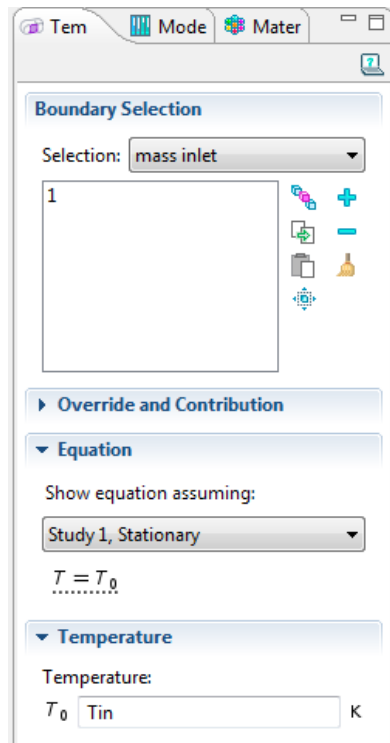 Tem Mode Mater
Boundary Selection
Selection: mass inlet
1
Override and Contribution
Equation
Show equation assuming:
Study 1, Stationary
T = T₀
Temperature
Temperature:
T₀ Tin K